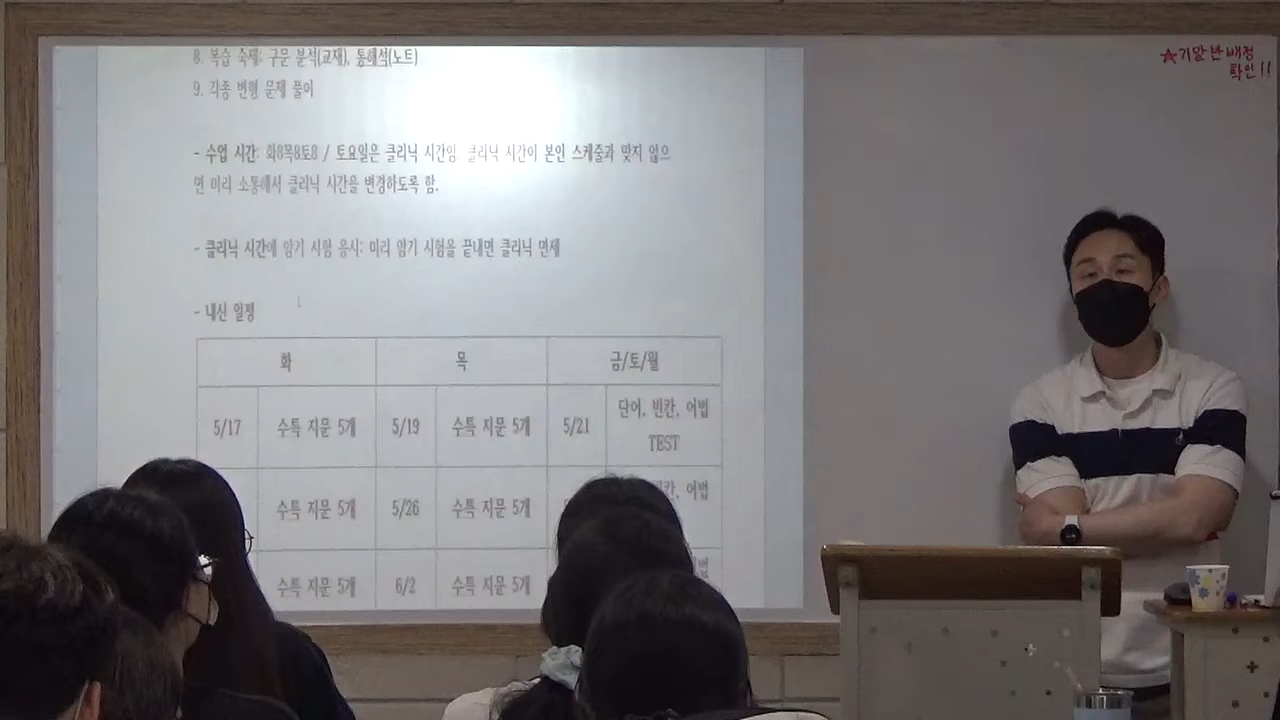 8. 복습 숙제: 구문 분석(교재), 통해석(노트)
9. 각종 변형 문제 풀이
- 수업 시간: 화8목8토8 / 토요일은 클리닉 시간임. 클리닉 시간이 본인 스케줄과 맞지 않으
면 미리 소통해서 클리닉 시간을 변경하도록 함.
- 클리닉 시간에 암기 시험 응시: 미리 암기 시험을 끝내면 클리닉 면제
- 내신 일정
화 목 금/토/월
5/17 수특 지문 5개 5/19 수특 지문 5개 5/21 단어, 빈칸, 어법
TEST
수특 지문 5개 5/26 수특 지문 5개 빈칸, 어법
수특 지문 5개 6/2 수특 지문 5개
☆기말 반 배정
확인!!